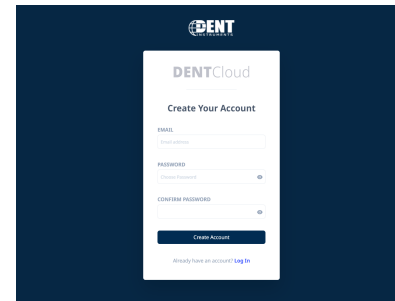 DENT
INSTRUMENTS
DENTCloud
Create Your Account
EMAIL
Email address
PASSWORD
Choose Password
CONFIRM PASSWORD
Create Account
Already have an account? Log In